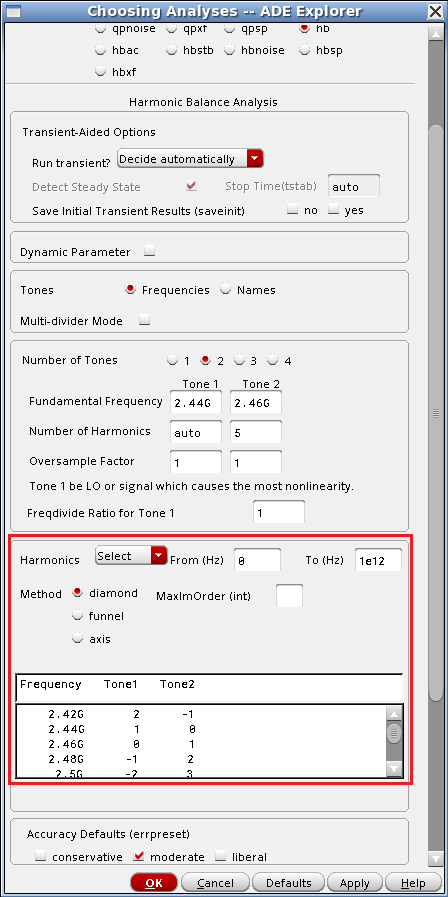 Choosing Analyses -- ADE Explorer
qpnoise qpxf qpsp hb
hbac hbstb hbnoise hbsp
hbxf
Harmonic Balance Analysis
Transient-Aided Options
Run transient? Decide automatically
Detect Steady State Stop Time(tstab) auto
Save Initial Transient Results (saveinit) no yes
Dynamic Parameter
Tones Frequencies Names
Multi-divider Mode
Number of Tones 1 2 3 4
Tone 1 Tone 2
Fundamental Frequency 2.44G 2.46G
Number of Harmonics auto 5
Oversample Factor 1 1
Tone 1 be LO or signal which causes the most nonlinearity.
Freqdivide Ratio for Tone 1 1
Harmonics Select From (Hz) 0 To (Hz) 1e12
Method diamond MaxImOrder (int)
funnel
axis
Frequency Tone1 Tone2
2.42G 2 -1
2.44G 1 0
2.46G 0 1
2.48G -1 2
2.5G -2 3
Accuracy Defaults (errpreset)
conservative moderate liberal
OK Cancel Defaults Apply Help